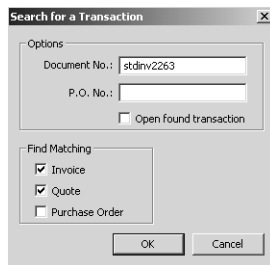 Search for a Transaction
Options
Document No.: stdinv2263
P.O. No.:
Open found transaction
Find Matching
Invoice
Quote
Purchase Order
OK Cancel